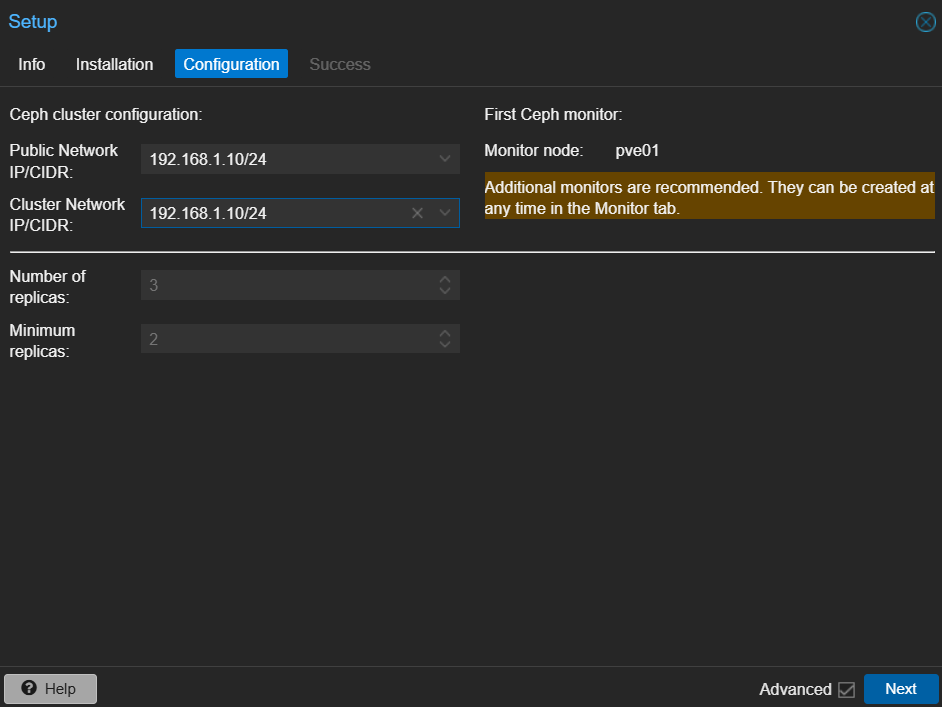 Setup
Info Installation Configuration Success
Ceph cluster configuration:
Public Network
IP/CIDR:
192.168.1.10/24
Cluster Network
IP/CIDR:
192.168.1.10/24
First Ceph monitor:
Monitor node: pve01
Additional monitors are recommended. They can be created at
any time in the Monitor tab.
Number of
replicas:
3
Minimum
replicas:
2
Help
Advanced
Next